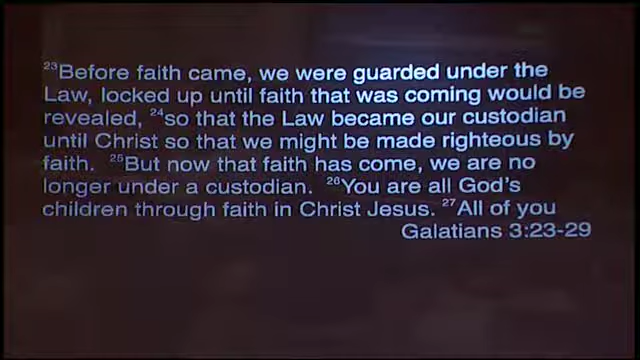 ²³Before faith came, we were guarded under the
Law, locked up until faith that was coming would be
revealed, ²⁴so that the Law became our custodian
until Christ so that we might be made righteous by
faith. ²⁵But now that faith has come, we are no
longer under a custodian. ²⁶You are all God's
children through faith in Christ Jesus. ²⁷All of you
Galatians 3:23-29